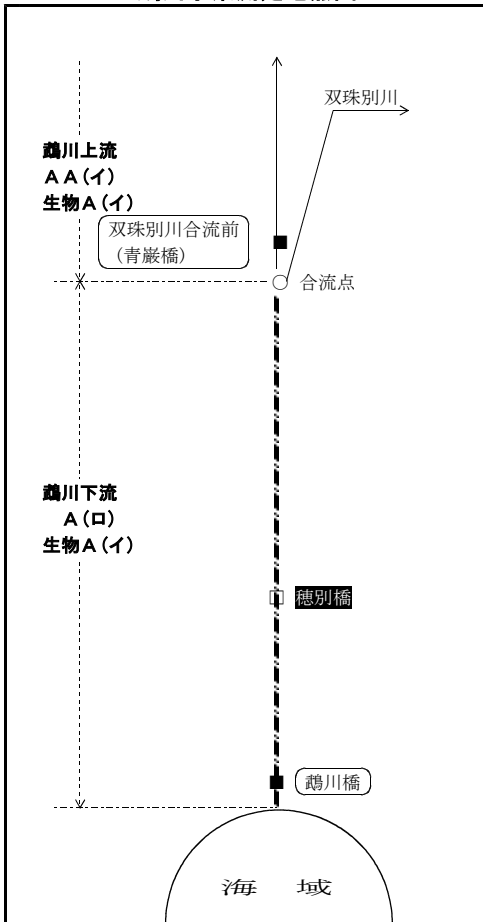 双珠別川
鵡川上流
ＡＡ(イ)
生物Ａ(イ)
双珠別川合流前
(青巌橋)
合流点
鵡川下流
Ａ(ロ)
生物Ａ(イ)
穂別橋
鵡川橋
海 域